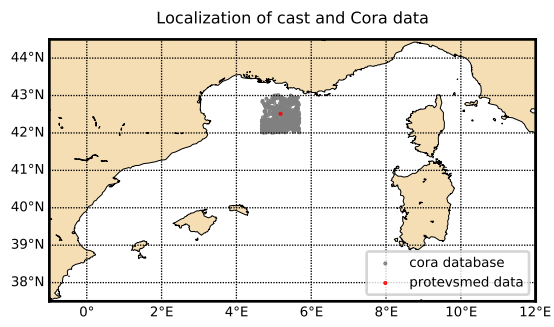 Localization of cast and Cora data
44°N
43°N
42°N
41°N
40°N
39°N
38°N
cora database
protevsmed data
0° 2°E 4°E 6°E 8°E 10°E 12°E